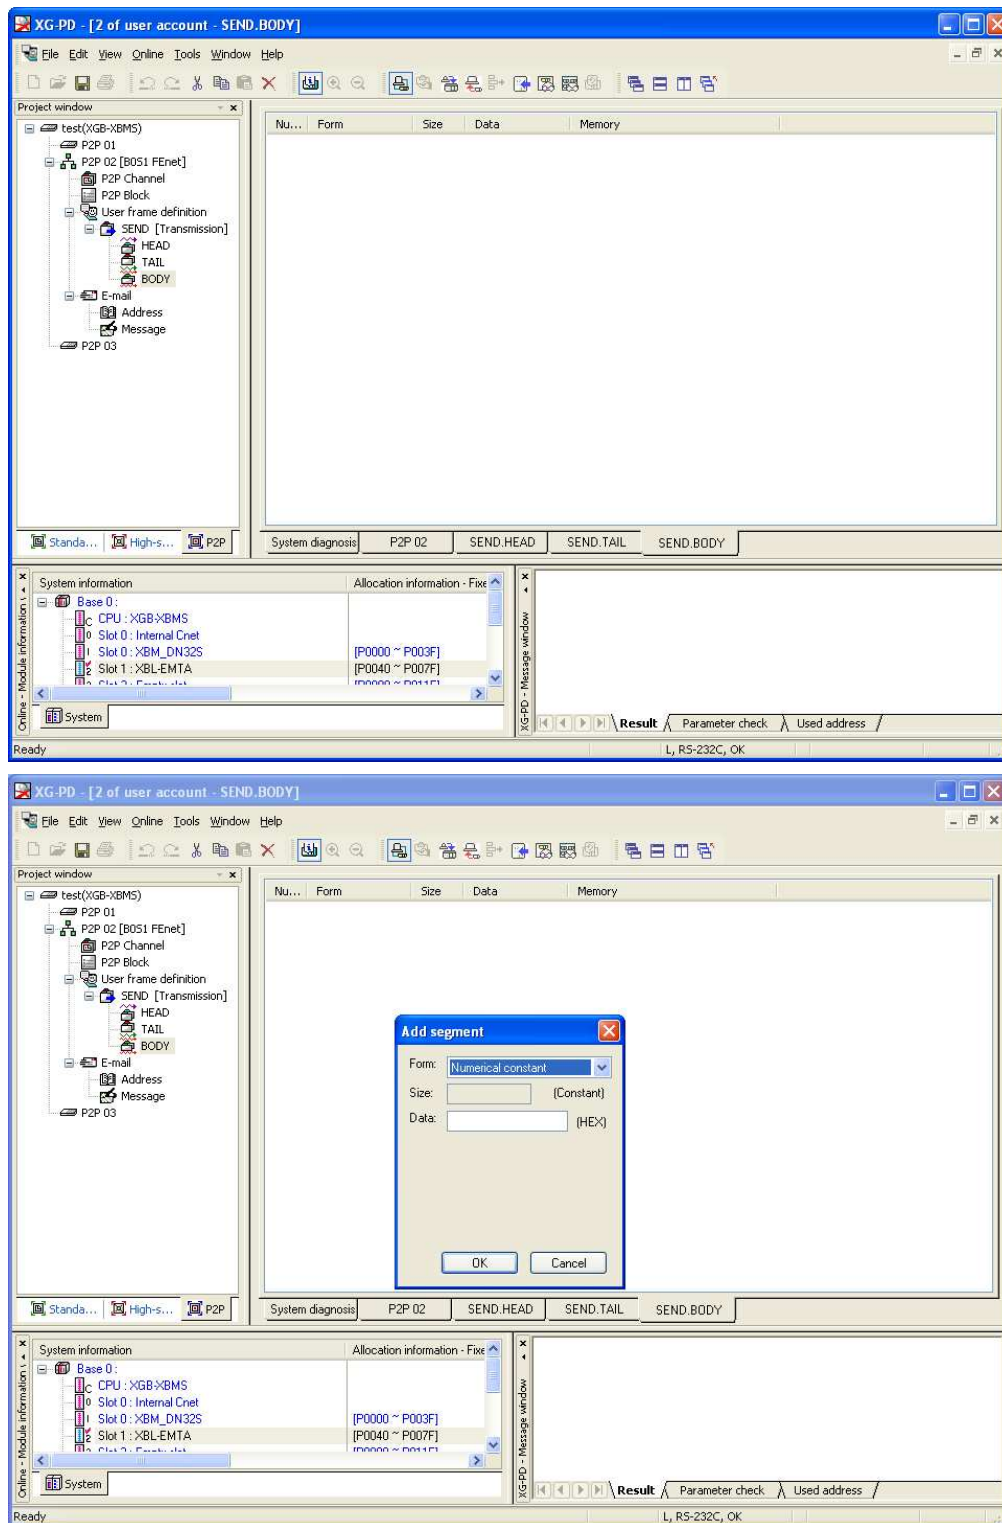 XG-PD - [2 of user account - SEND.BODY]
File Edit View Online Tools Window Help
Project window
test(XGB-XBMS)
P2P 01
P2P 02 [B0S1 FEnet]
P2P Channel
P2P Block
User frame definition
SEND [Transmission]
HEAD
TAIL
BODY
E-mail
Address
Message
P2P 03
Standa... High-s... P2P
Nu... Form Size Data Memory
System diagnosis P2P 02 SEND.HEAD SEND.TAIL SEND.BODY
Online - Module information
System information Allocation information - Fixe
Base 0 :
CPU : XGB-XBMS
Slot 0 : Internal Cnet
Slot 0 : XBM_DN32S [P0000 ~ P003F]
Slot 1 : XBL-EMTA [P0040 ~ P007F]
System
XG-PD - Message window
Result Parameter check Used address
Ready L, RS-232C, OK
XG-PD - [2 of user account - SEND.BODY]
File Edit View Online Tools Window Help
Project window
test(XGB-XBMS)
P2P 01
P2P 02 [B0S1 FEnet]
P2P Channel
P2P Block
User frame definition
SEND [Transmission]
HEAD
TAIL
BODY
E-mail
Address
Message
P2P 03
Standa... High-s... P2P
Nu... Form Size Data Memory
Add segment
Form: Numerical constant
Size: (Constant)
Data: (HEX)
OK Cancel
System diagnosis P2P 02 SEND.HEAD SEND.TAIL SEND.BODY
Online - Module information
System information Allocation information - Fixe
Base 0 :
CPU : XGB-XBMS
Slot 0 : Internal Cnet
Slot 0 : XBM_DN32S [P0000 ~ P003F]
Slot 1 : XBL-EMTA [P0040 ~ P007F]
System
XG-PD - Message window
Result Parameter check Used address
Ready L, RS-232C, OK